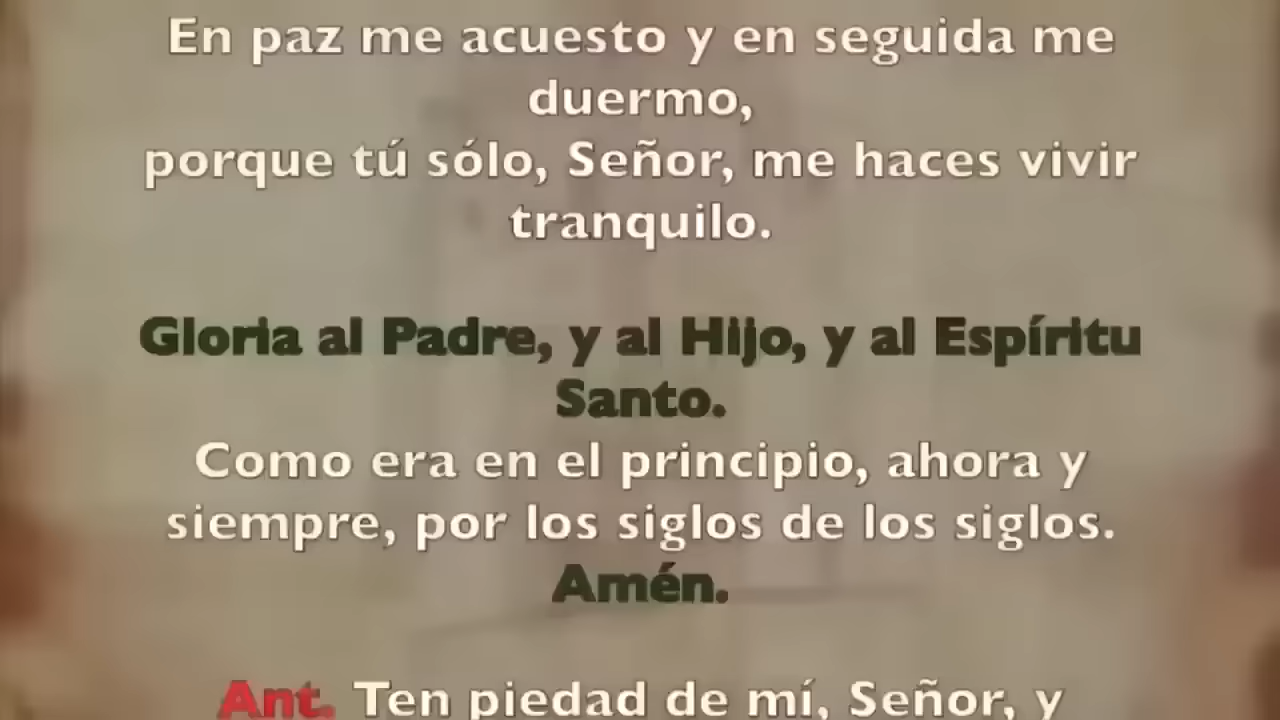 En paz me acuesto y en seguida me
duermo,
porque tú sólo, Señor, me haces vivir
tranquilo.
Gloria al Padre, y al Hijo, y al Espíritu
Santo.
Como era en el principio, ahora y
siempre, por los siglos de los siglos.
Amén.
Ant. Ten piedad de mí, Señor, y